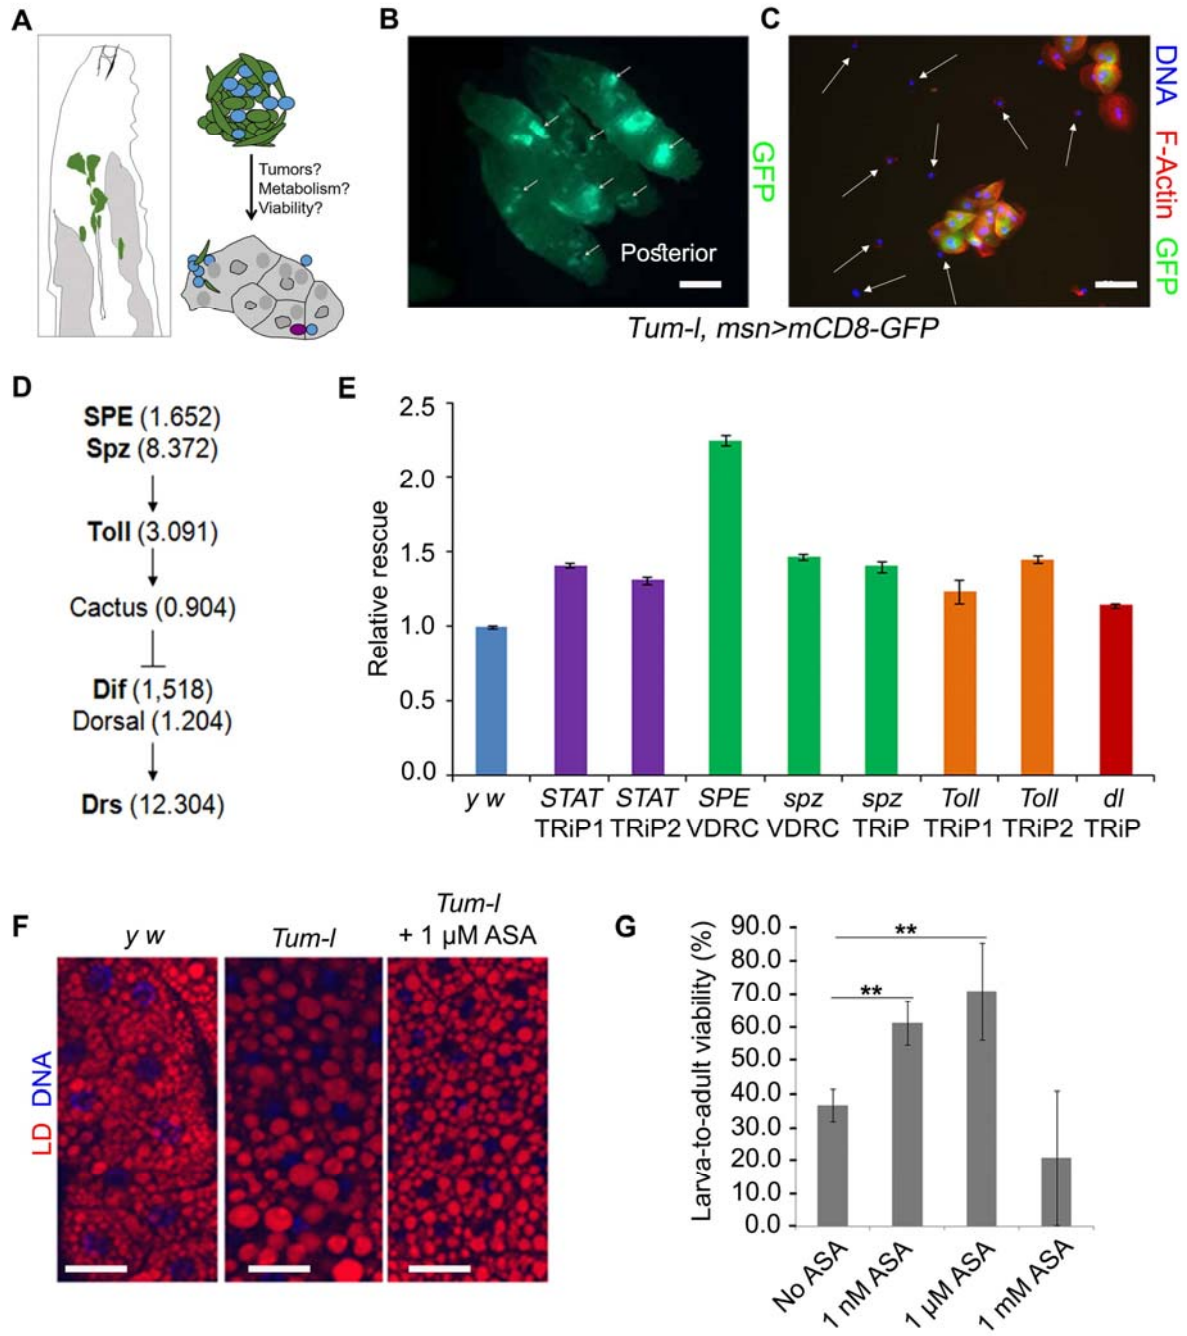 A
Tumors?
Metabolism?
Viability?
B
Posterior
GFP
C
DNA F-Actin GFP
Tum-l, msn>mCD8-GFP
D
SPE (1.652)
Spz (8.372)
Toll (3.091)
Cactus (0.904)
Dif (1,518)
Dorsal (1.204)
Drs (12.304)
E
Relative rescue
2.5
2.0
1.5
1.0
0.5
0.0
y w
STAT TRiP1
STAT TRiP2
SPE VDRC
spz VDRC
spz TRiP
Toll TRiP1
Toll TRiP2
dl TRiP
F
LD DNA
y w
Tum-l
Tum-l
+ 1 µM ASA
G
Larva-to-adult viability (%)
90.0
80.0
70.0
60.0
50.0
40.0
30.0
20.0
10.0
0.0
**
**
No ASA
1 nM ASA
1 µM ASA
1 mM ASA